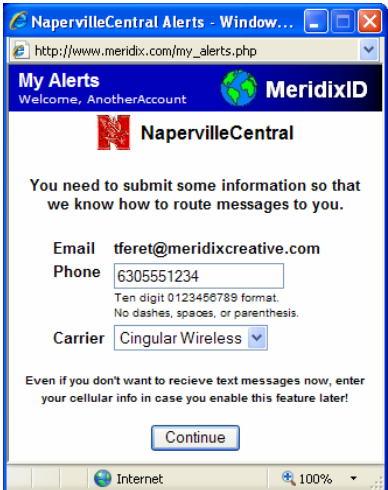 NapervilleCentral Alerts - Window...
http://www.meridix.com/my_alerts.php
My Alerts
Welcome, AnotherAccount
MeridixID
N
NapervilleCentral
You need to submit some information so that
we know how to route messages to you.
Email tferet@meridixcreative.com
Phone 6305551234
Ten digit 0123456789 format.
No dashes, spaces, or parenthesis.
Carrier Cingular Wireless
Even if you don't want to recieve text messages now, enter
your cellular info in case you enable this feature later!
Continue
Internet 100%